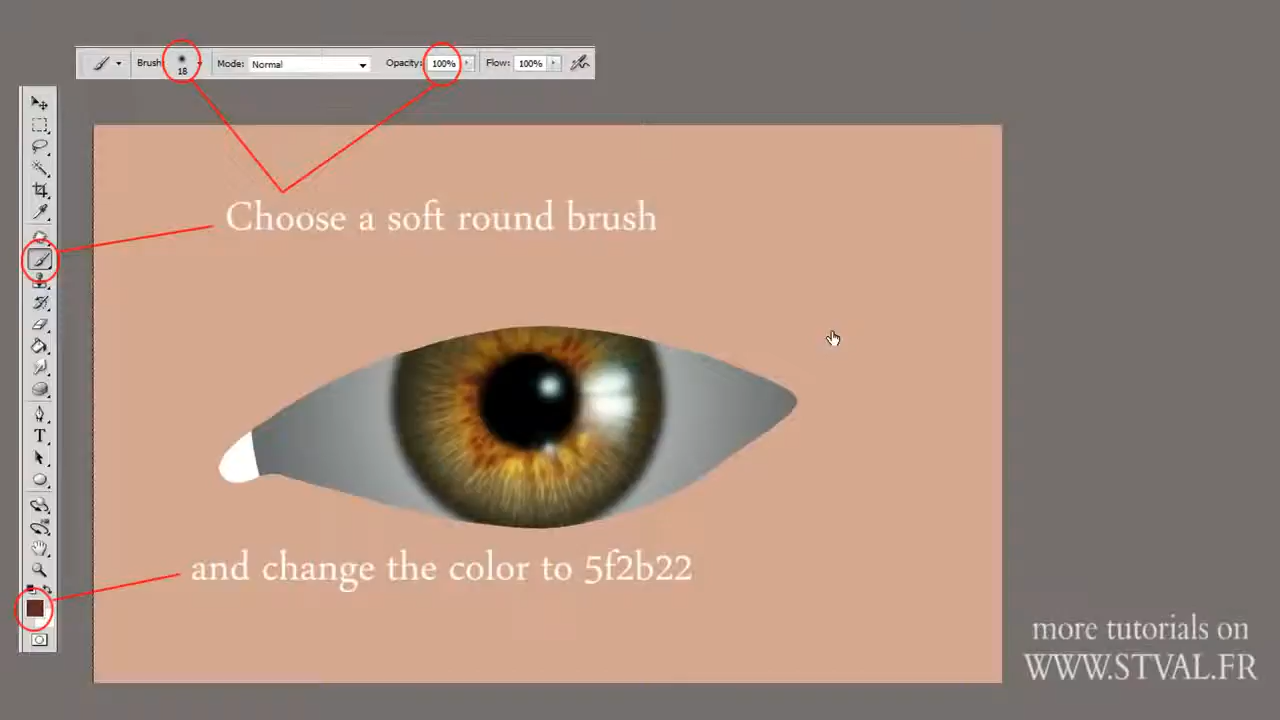 Brush: 18 Mode: Normal Opacity: 100% Flow: 100%
Choose a soft round brush
T
and change the color to 5f2b22
more tutorials on
WWW.STVAL.FR